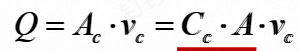 Q = A_c · v_c = C_c · A · v_c